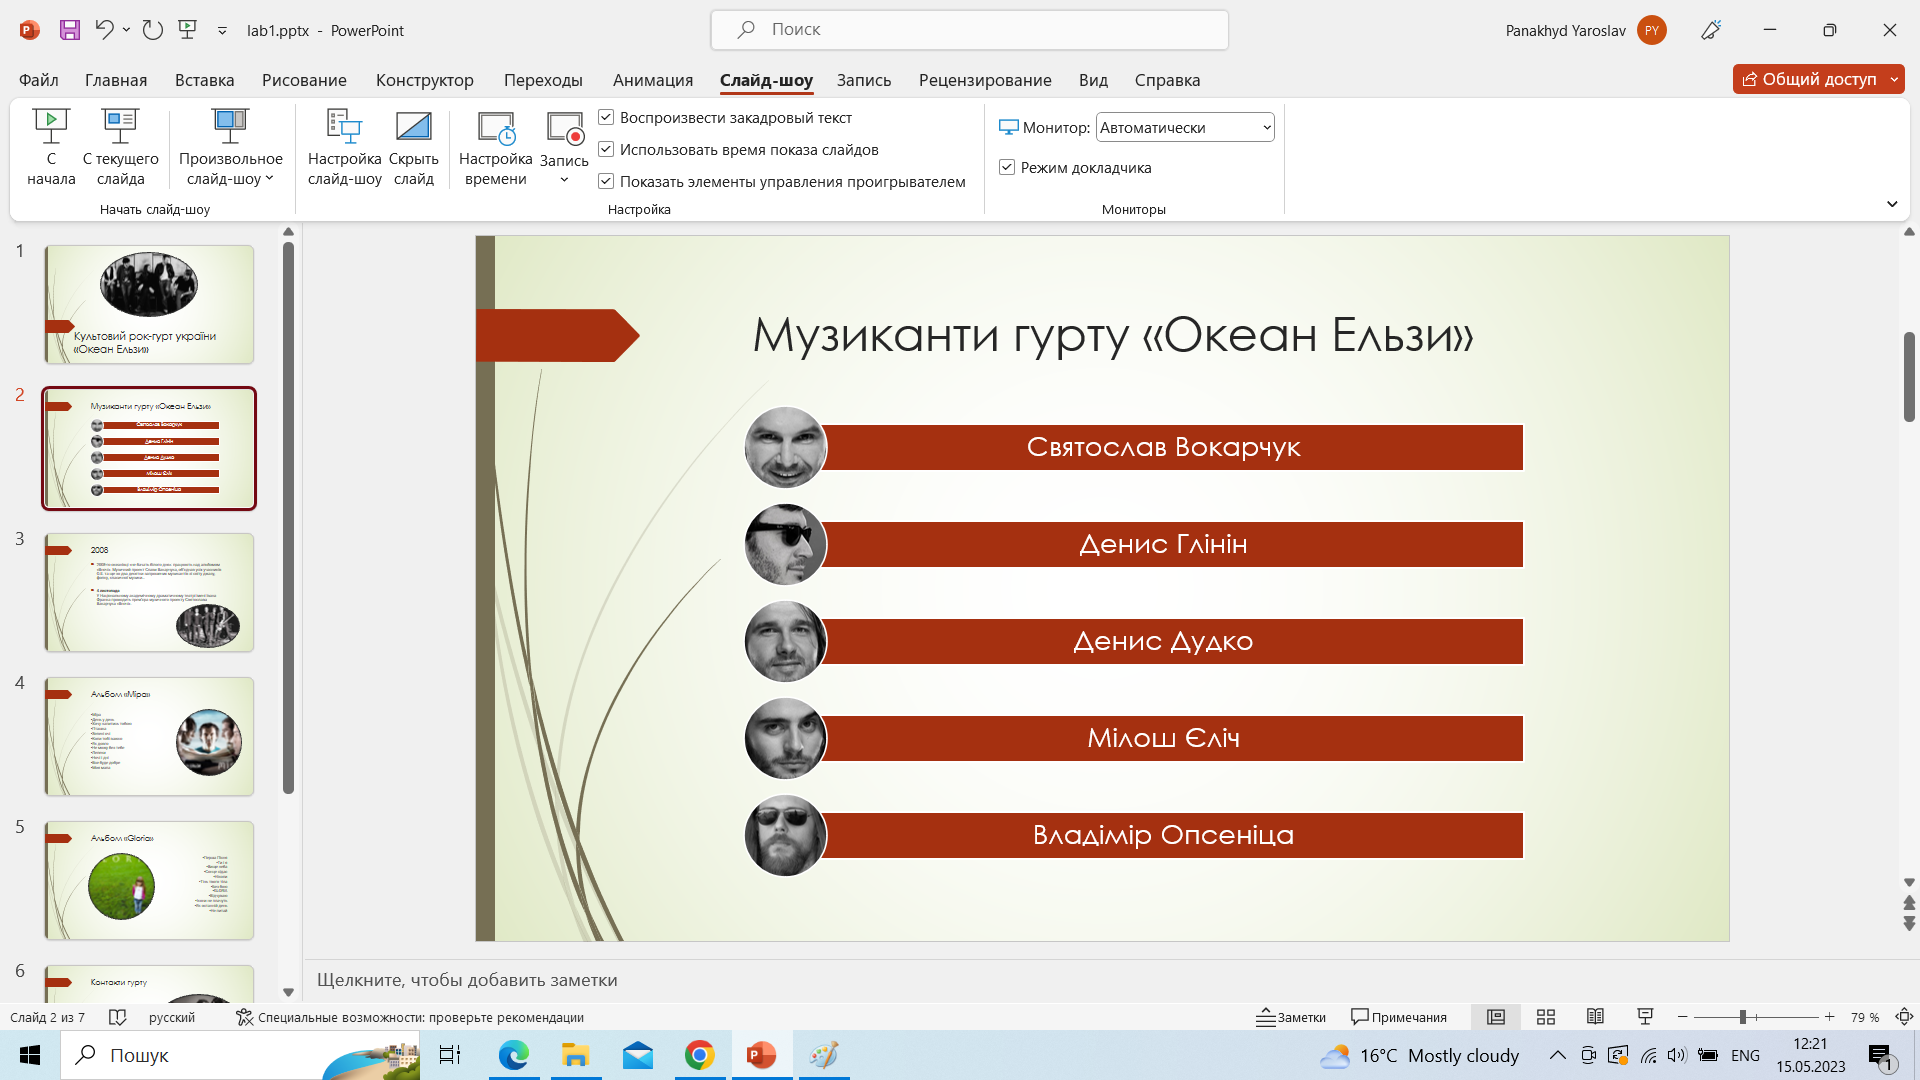 lab1.pptx - PowerPoint
Поиск
Panakhyd Yaroslav
PY
Файл Главная Вставка Рисование Конструктор Переходы Анимация Слайд-шоу Запись Рецензирование Вид Справка
Общий доступ
С начала
С текущего слайда
Произвольное слайд-шоу
Начать слайд-шоу
Настройка слайд-шоу
Скрыть слайд
Настройка времени
Запись
Воспроизвести закадровый текст
Использовать время показа слайдов
Показать элементы управления проигрывателем
Настройка
Монитор: Автоматически
Режим докладчика
Мониторы
1
Культовий рок-гурт україни
«Океан Ельзи»
2
Музиканти гурту «Океан Ельзи»
Святослав Вокарчук
Денис Глінін
Денис Дудко
Мілош Єліч
Владімір Опсеніца
3
2008
4
Альбом «Міра»
5
Альбом «Gloria»
6
Контакти гурту
Музиканти гурту «Океан Ельзи»
Святослав Вокарчук
Денис Глінін
Денис Дудко
Мілош Єліч
Владімір Опсеніца
Щелкните, чтобы добавить заметки
Слайд 2 из 7
русский
Специальные возможности: проверьте рекомендации
Заметки
Примечания
79 %
Пошук
16°C Mostly cloudy
ENG
12:21
15.05.2023
1